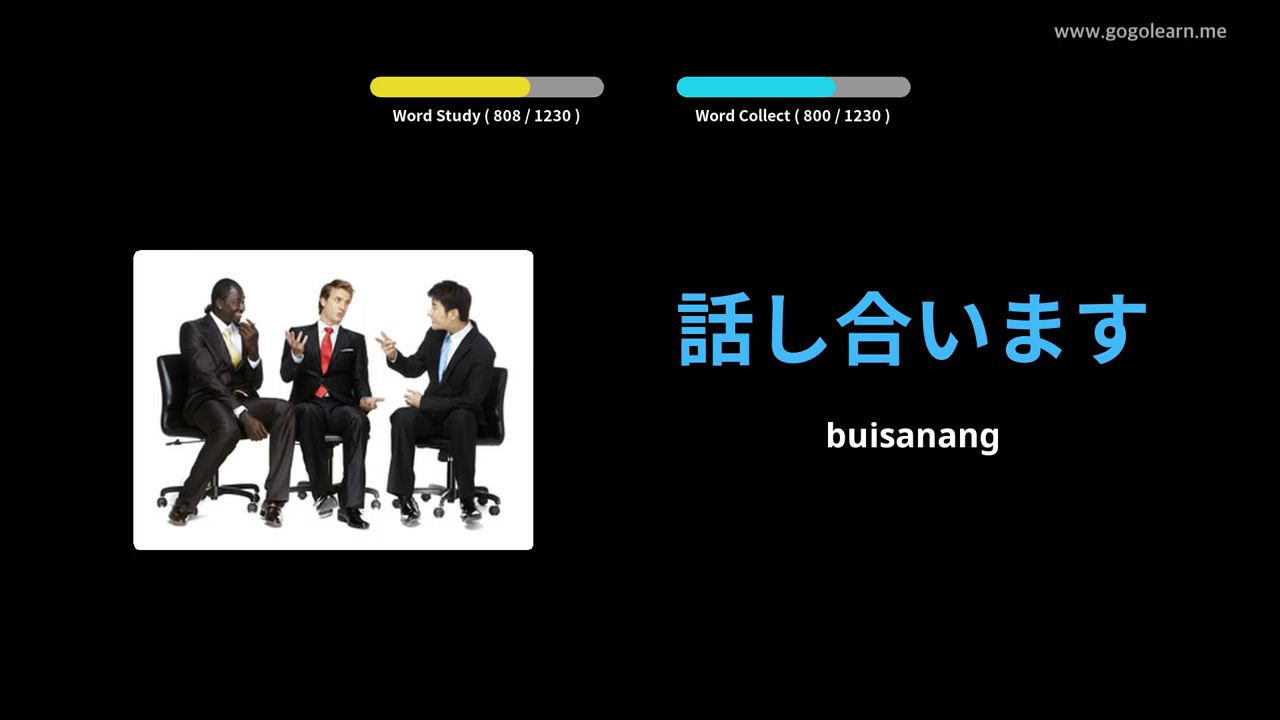 www.gogolearn.me
Word Study ( 808 / 1230 )
Word Collect ( 800 / 1230 )
話し合います
buisanang